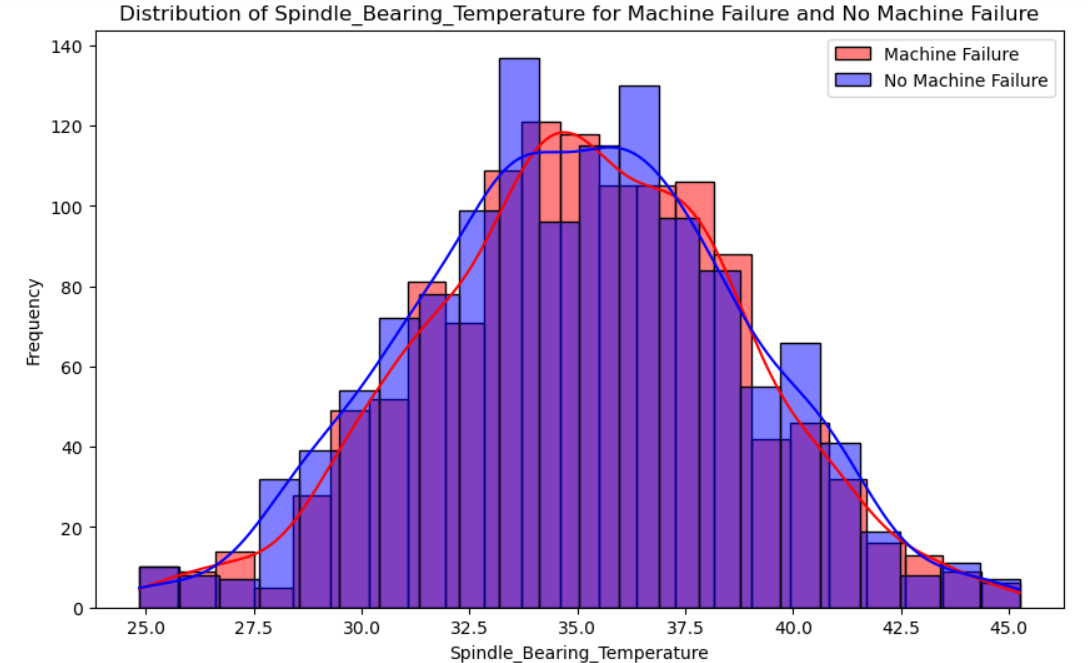 Distribution of Spindle_Bearing_Temperature for Machine Failure and No Machine Failure
Machine Failure
No Machine Failure
Frequency
140
120
100
80
60
40
20
0
25.0 27.5 30.0 32.5 35.0 37.5 40.0 42.5 45.0
Spindle_Bearing_Temperature